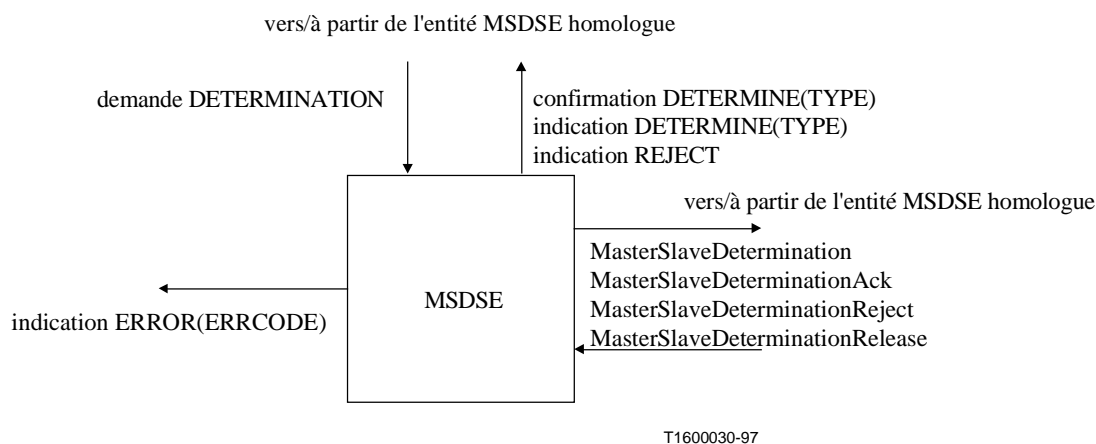 vers/à partir de l'entité MSDSE homologue
demande DETERMINATION
confirmation DETERMINE(TYPE)
indication DETERMINE(TYPE)
indication REJECT
vers/à partir de l'entité MSDSE homologue
MasterSlaveDetermination
MasterSlaveDeterminationAck
MasterSlaveDeterminationReject
MasterSlaveDeterminationRelease
MSDSE
indication ERROR(ERRCODE)
T1600030-97